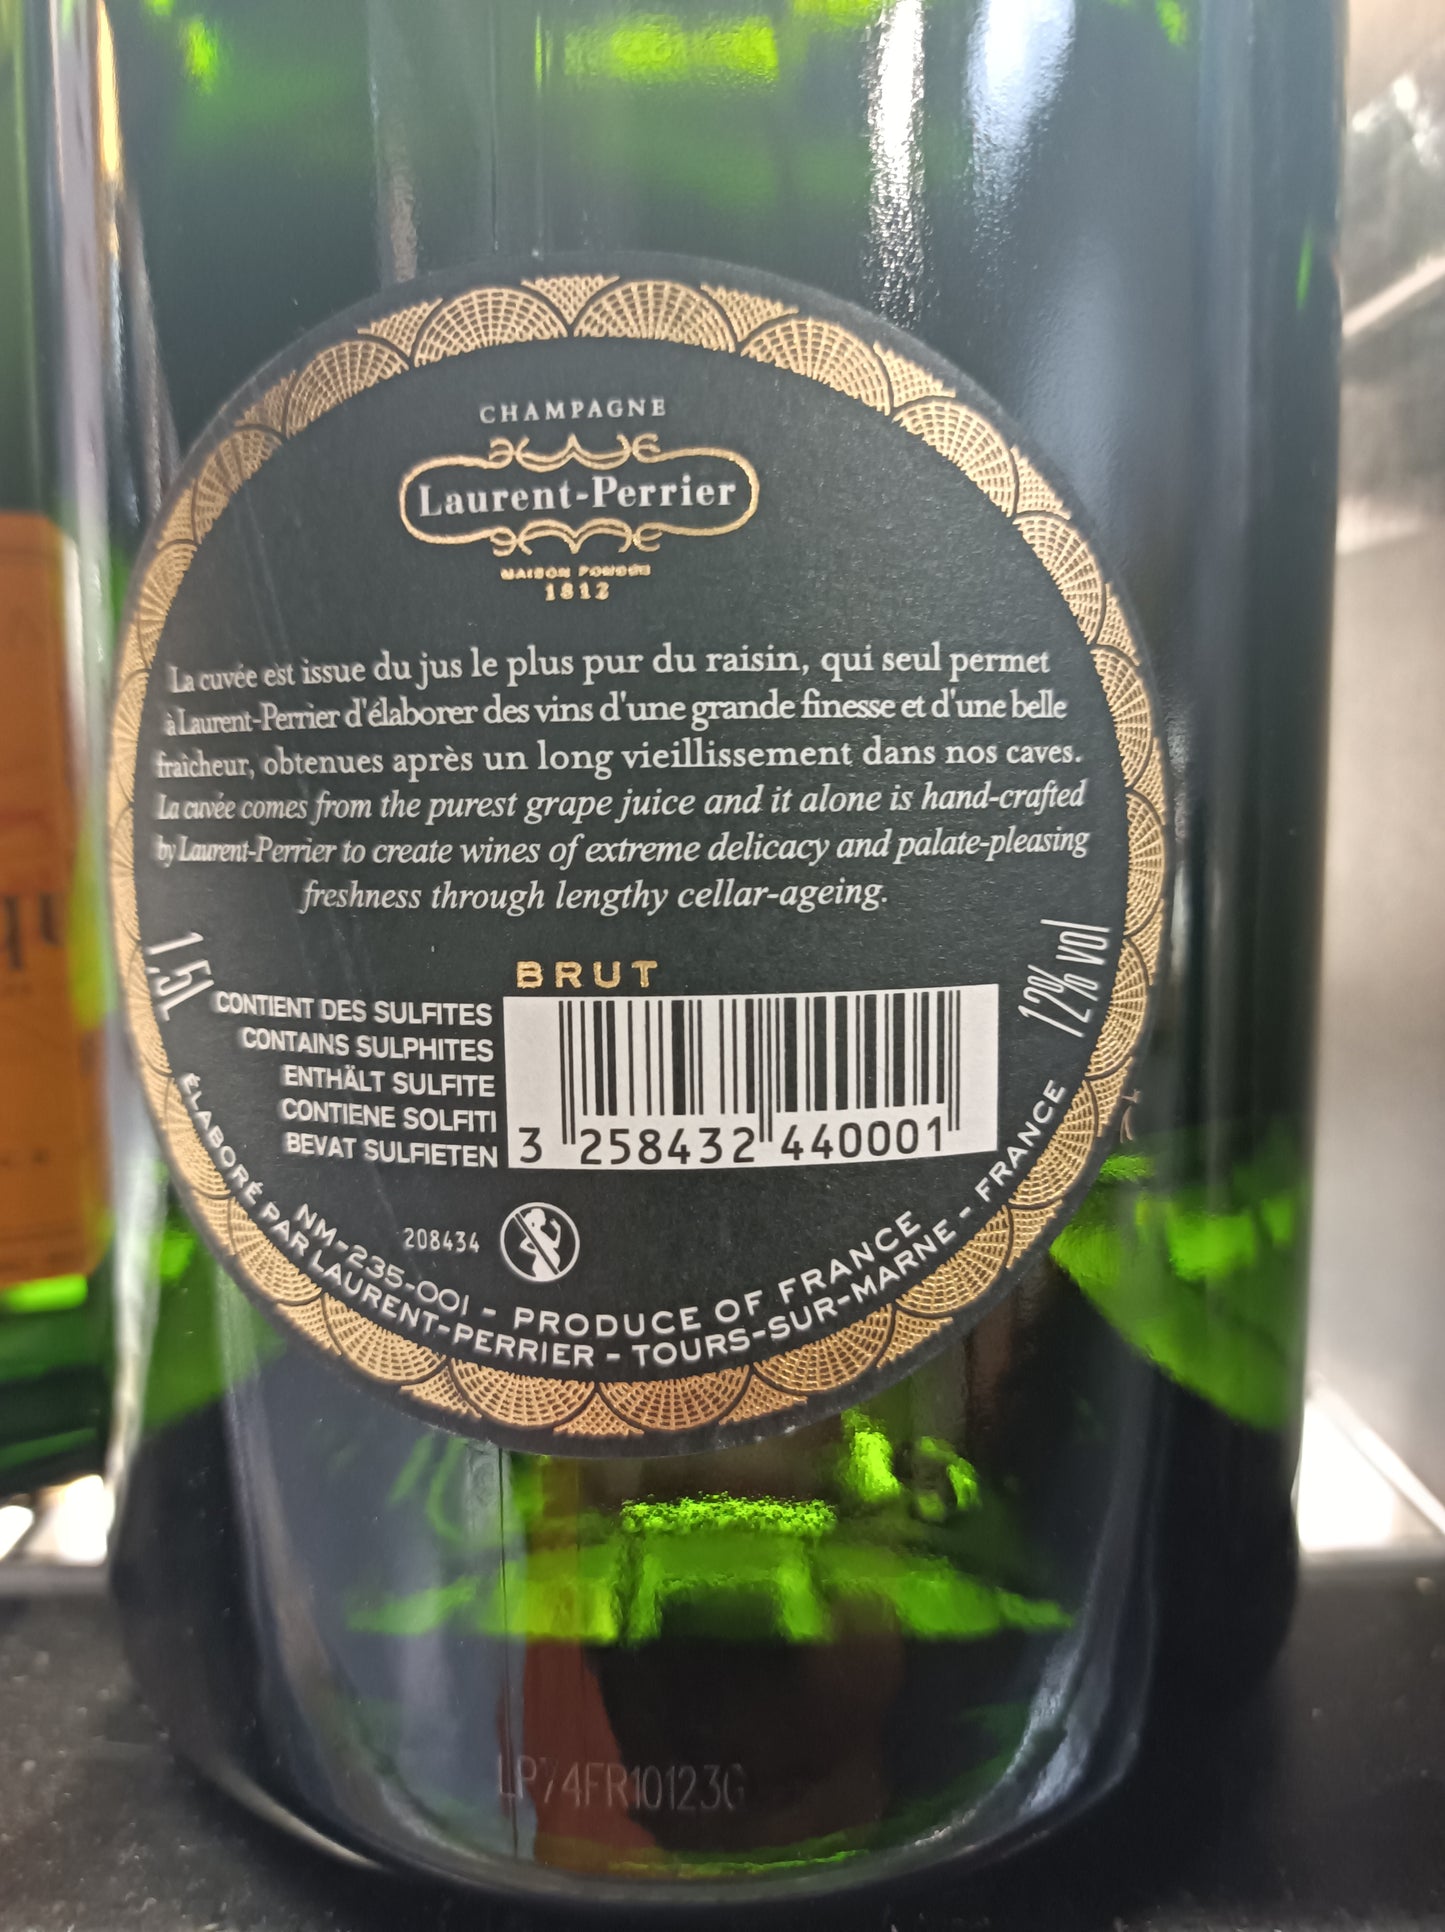 CHAMPAGNE
Laurent-Perrier
MAISON FONDÉE
1812
La cuvée est issue du jus le plus pur du raisin, qui seul permet
à Laurent-Perrier d'élaborer des vins d'une grande finesse et d'une belle
fraîcheur, obtenues après un long vieillissement dans nos caves.
La cuvée comes from the purest grape juice and it alone is hand-crafted
by Laurent-Perrier to create wines of extreme delicacy and palate-pleasing
freshness through lengthy cellar-ageing.
1,5L
12% vol
BRUT
CONTIENT DES SULFITES
CONTAINS SULPHITES
ENTHÄLT SULFITE
CONTIENE SOLFITI
BEVAT SULFIETEN
3 258432 440001
208434
NM-235-001 - PRODUCE OF FRANCE
ÉLABORÉ PAR LAURENT-PERRIER - TOURS-SUR-MARNE - FRANCE
LP74FR10123G